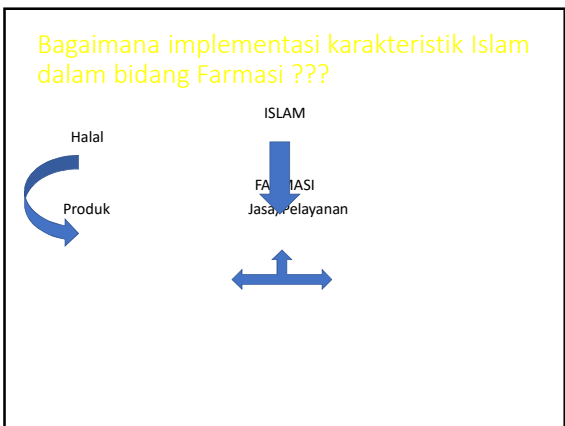 Bagaimana implementasi karakteristik Islam
dalam bidang Farmasi ???
ISLAM
Halal
FARMASI
Produk
Jasa/Pelayanan